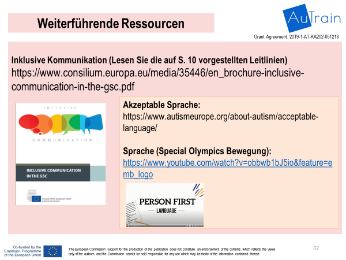 Weiterführende Ressourcen
AuTrain
Inklusive Kommunikation (Lesen Sie die auf S. 10 vorgestellten Leitlinien)
https://www.consilium.europa.eu/media/35446/en_brochure-inclusive-
communication-in-the-gsc.pdf
INCLUSIVE
COMMUNICATION
INCLUSIVE COMMUNICATION
IN THE GSC
Akzeptable Sprache:
https://www.autismeurope.org/about-autism/acceptable-
language/
Sprache (Special Olympics Bewegung):
https://www.youtube.com/watch?v=obbwb1bJ5io&feature=e
mb_logo
PERSON FIRST
LANGUAGE
Co-funded by the
Erasmus+ Programme
of the European Union
The European Commission support for the production of this publication does not constitute an endorsement of the contents which reflects the views
only of the authors, and the Commission cannot be held responsible for any use which may be made of the information contained therein.
32